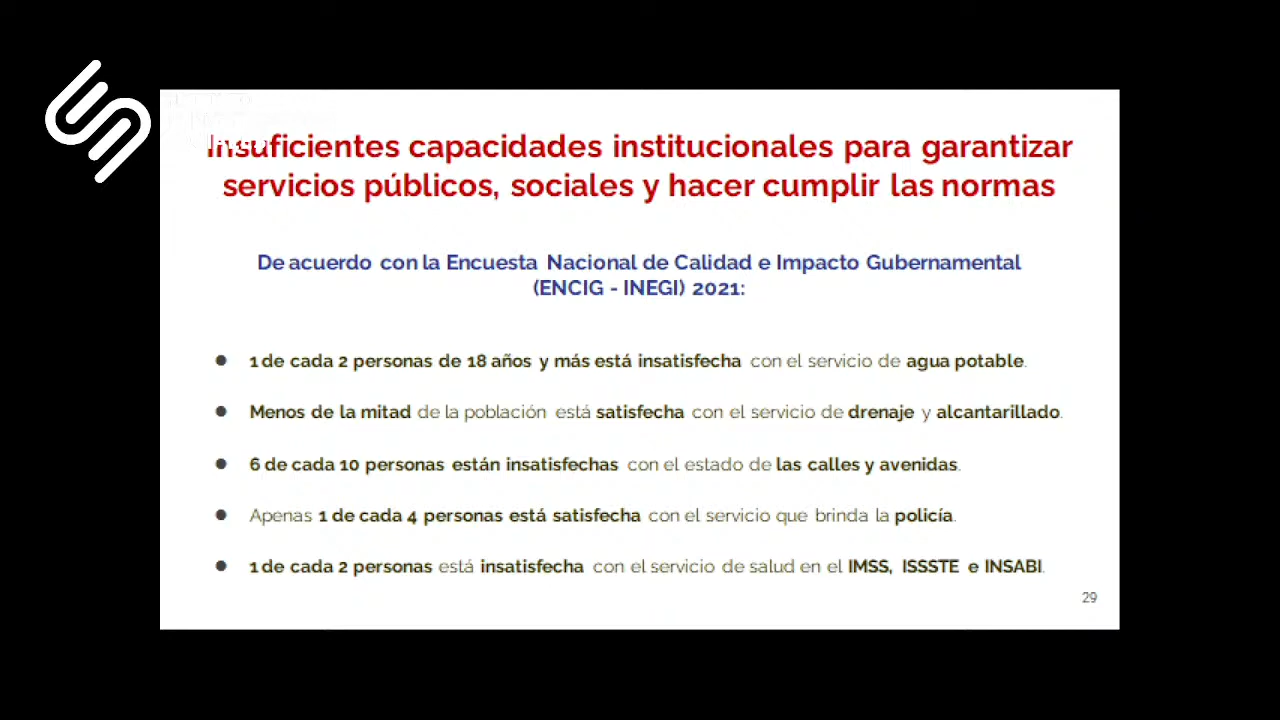 Insuficientes capacidades institucionales para garantizar
servicios públicos, sociales y hacer cumplir las normas
De acuerdo con la Encuesta Nacional de Calidad e Impacto Gubernamental
(ENCIG - INEGI) 2021:
● 1 de cada 2 personas de 18 años y más está insatisfecha con el servicio de agua potable.
● Menos de la mitad de la población está satisfecha con el servicio de drenaje y alcantarillado.
● 6 de cada 10 personas están insatisfechas con el estado de las calles y avenidas.
● Apenas 1 de cada 4 personas está satisfecha con el servicio que brinda la policía.
● 1 de cada 2 personas está insatisfecha con el servicio de salud en el IMSS, ISSSTE e INSABI.
29